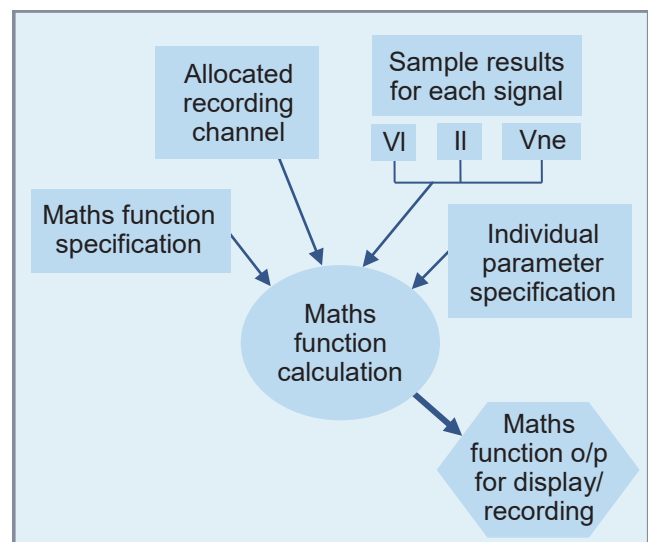 Allocated
recording
channel
Sample results
for each signal
Vl
Il
Vne
Maths function
specification
Individual
parameter
specification
Maths
function
calculation
Maths
function o/p
for display/
recording